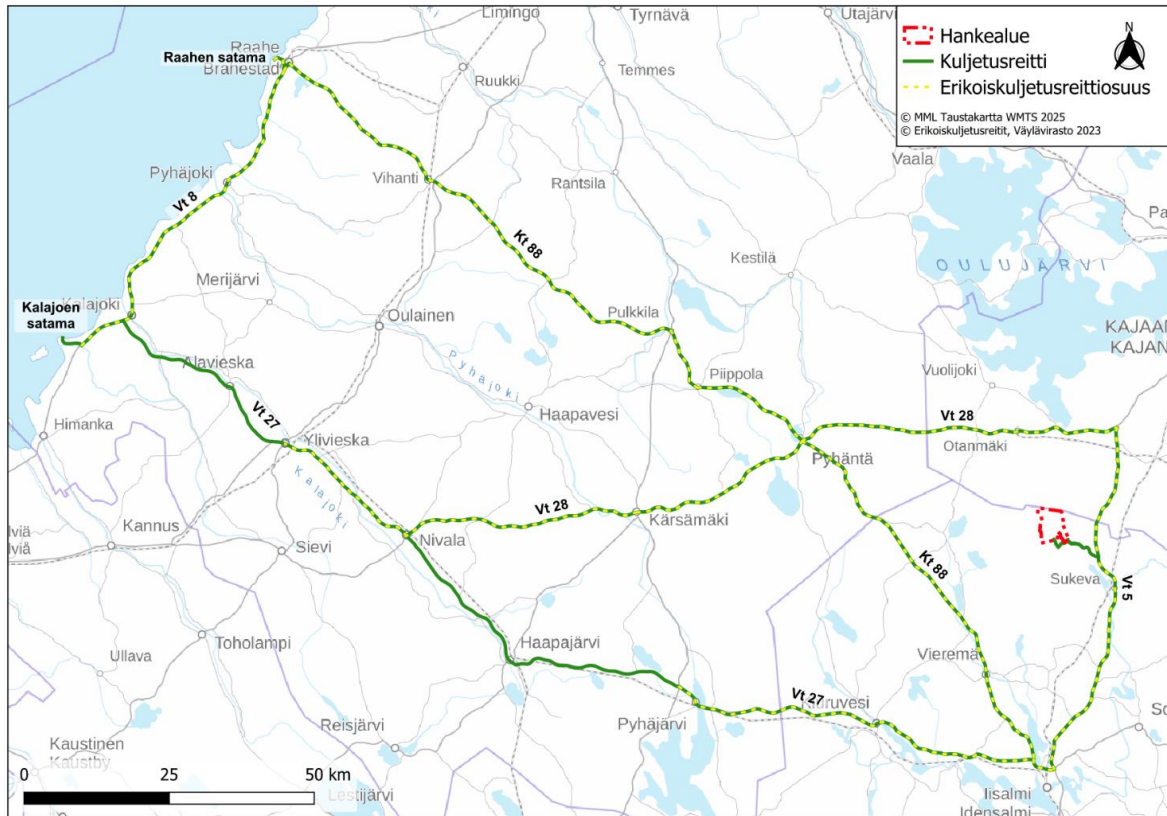 Limingo
Tyrnävä
Utajärvi
Hankealue
Kuljetusreitti
Erikoiskuljetusreittiosuus
© MML Taustakartta WMTS 2025
© Erikoiskuljetusreitit, Väylävirasto 2023
N
Raahen satama
Raahe
Brahestad
Ruukki
Temmes
Vaala
Pyhäjoki
Vihanti
Rantsila
Vt 8
Kt 88
Kestilä
OULUJÄRVI
Merijärvi
Kalajoki
Kalajoen
satama
Oulainen
Pulkkila
KAJAAN
KAJAN
Pyhäjoki
Alavieska
Piippola
Vuolijoki
Haapavesi
Himanka
Vt 27
Ylivieska
Vt 28
Otanmäki
Pyhäntä
Kalajoki
Vt 28
Kärsämäki
Kannus
Sievi
Nivala
Kt 88
Sukeva
Vt 5
Toholampi
Ullava
Haapajärvi
Vieremä
Vt 27
Kiuruvesi
Reisjärvi
Pyhäjärvi
Kaustinen
Kaustby
0 25 50 km
Lestijärvi
Iisalmi
Idensalmi